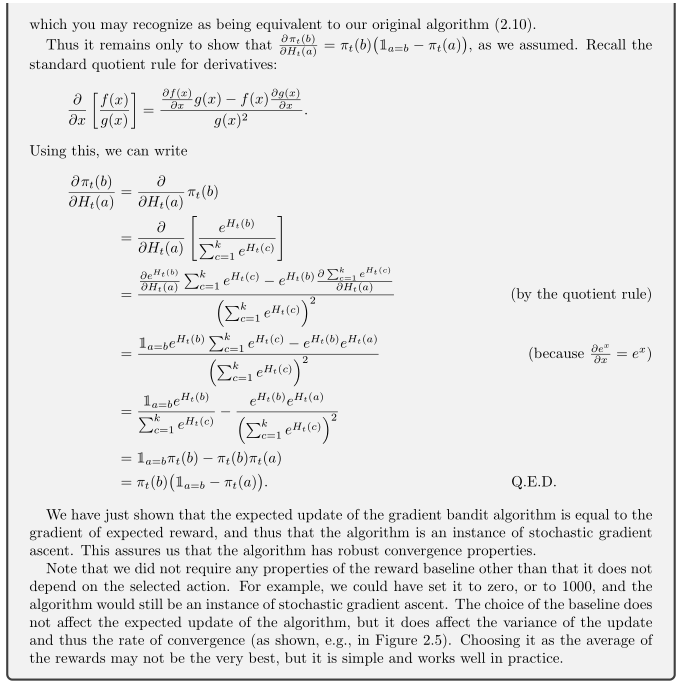 which you may recognize as being equivalent to our original algorithm (2.10).
Thus it remains only to show that $\frac{\partial \pi_t(b)}{\partial H_t(a)} = \pi_t(b)\big(\mathbb{1}_{a=b} - \pi_t(a)\big)$, as we assumed. Recall the
standard quotient rule for derivatives:
$\frac{\partial}{\partial x}\left[\frac{f(x)}{g(x)}\right] = \frac{\frac{\partial f(x)}{\partial x} g(x) - f(x)\frac{\partial g(x)}{\partial x}}{g(x)^2}.$
Using this, we can write
$\frac{\partial \pi_t(b)}{\partial H_t(a)} = \frac{\partial}{\partial H_t(a)} \pi_t(b)$
$= \frac{\partial}{\partial H_t(a)}\left[\frac{e^{H_t(b)}}{\sum_{c=1}^{k} e^{H_t(c)}}\right]$
$= \frac{\frac{\partial e^{H_t(b)}}{\partial H_t(a)} \sum_{c=1}^{k} e^{H_t(c)} - e^{H_t(b)} \frac{\partial \sum_{c=1}^{k} e^{H_t(c)}}{\partial H_t(a)}}{\left(\sum_{c=1}^{k} e^{H_t(c)}\right)^2}$ (by the quotient rule)
$= \frac{\mathbb{1}_{a=b} e^{H_t(b)} \sum_{c=1}^{k} e^{H_t(c)} - e^{H_t(b)} e^{H_t(a)}}{\left(\sum_{c=1}^{k} e^{H_t(c)}\right)^2}$ (because $\frac{\partial e^x}{\partial x} = e^x$)
$= \frac{\mathbb{1}_{a=b} e^{H_t(b)}}{\sum_{c=1}^{k} e^{H_t(c)}} - \frac{e^{H_t(b)} e^{H_t(a)}}{\left(\sum_{c=1}^{k} e^{H_t(c)}\right)^2}$
$= \mathbb{1}_{a=b} \pi_t(b) - \pi_t(b) \pi_t(a)$
$= \pi_t(b)\big(\mathbb{1}_{a=b} - \pi_t(a)\big).$ Q.E.D.
We have just shown that the expected update of the gradient bandit algorithm is equal to the
gradient of expected reward, and thus that the algorithm is an instance of stochastic gradient
ascent. This assures us that the algorithm has robust convergence properties.
Note that we did not require any properties of the reward baseline other than that it does not
depend on the selected action. For example, we could have set it to zero, or to 1000, and the
algorithm would still be an instance of stochastic gradient ascent. The choice of the baseline does
not affect the expected update of the algorithm, but it does affect the variance of the update
and thus the rate of convergence (as shown, e.g., in Figure 2.5). Choosing it as the average of
the rewards may not be the very best, but it is simple and works well in practice.